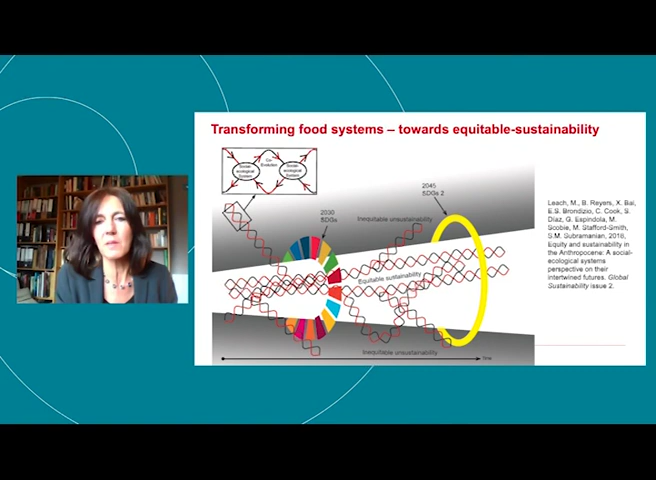 Transforming food systems – towards equitable-sustainability
Social-
ecological
System
Co-
Evolution
Social-
ecological
System
2030
SDGs
2045
SDGs 2
Inequitable unsustainability
Equitable sustainability
Inequitable unsustainability
time
Leach, M., B. Reyers, X. Bai,
E.S. Brondizio, C. Cook, S.
Díaz, G. Espindola, M.
Scobie, M. Stafford-Smith,
S.M. Subramanian, 2018,
Equity and sustainability in
the Anthropocene: A social-
ecological systems
perspective on their
intertwined futures. Global
Sustainability issue 2.